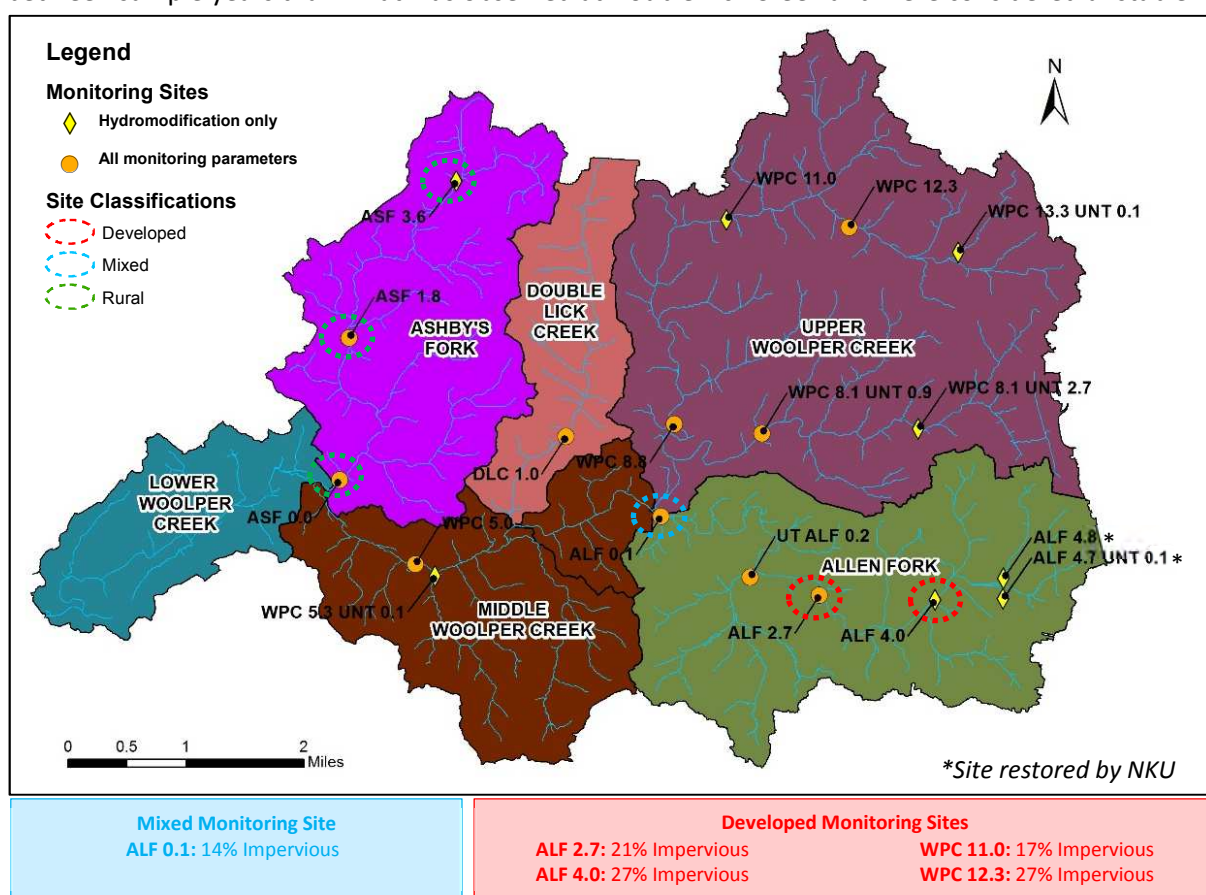 Legend
Monitoring Sites
Hydromodification only
All monitoring parameters
Site Classifications
Developed
Mixed
Rural
N
ASF 3.6
WPC 11.0
WPC 12.3
WPC 13.3 UNT 0.1
ASF 1.8
ASHBY'S
FORK
DOUBLE
LICK
CREEK
UPPER
WOOLPER CREEK
WPC 8.1 UNT 0.9
WPC 8.1 UNT 2.7
DLC 1.0
WPC 8.8
LOWER
WOOLPER
CREEK
ASF 0.0
WPC 5.0
ALF 0.1
UT ALF 0.2
ALLEN FORK
ALF 4.8 *
ALF 4.7 UNT 0.1 *
WPC 5.3 UNT 0.1
MIDDLE
WOOLPER CREEK
ALF 2.7
ALF 4.0
0 0.5 1 2
Miles
*Site restored by NKU
Mixed Monitoring Site
ALF 0.1: 14% Impervious
Developed Monitoring Sites
ALF 2.7: 21% Impervious WPC 11.0: 17% Impervious
ALF 4.0: 27% Impervious WPC 12.3: 27% Impervious